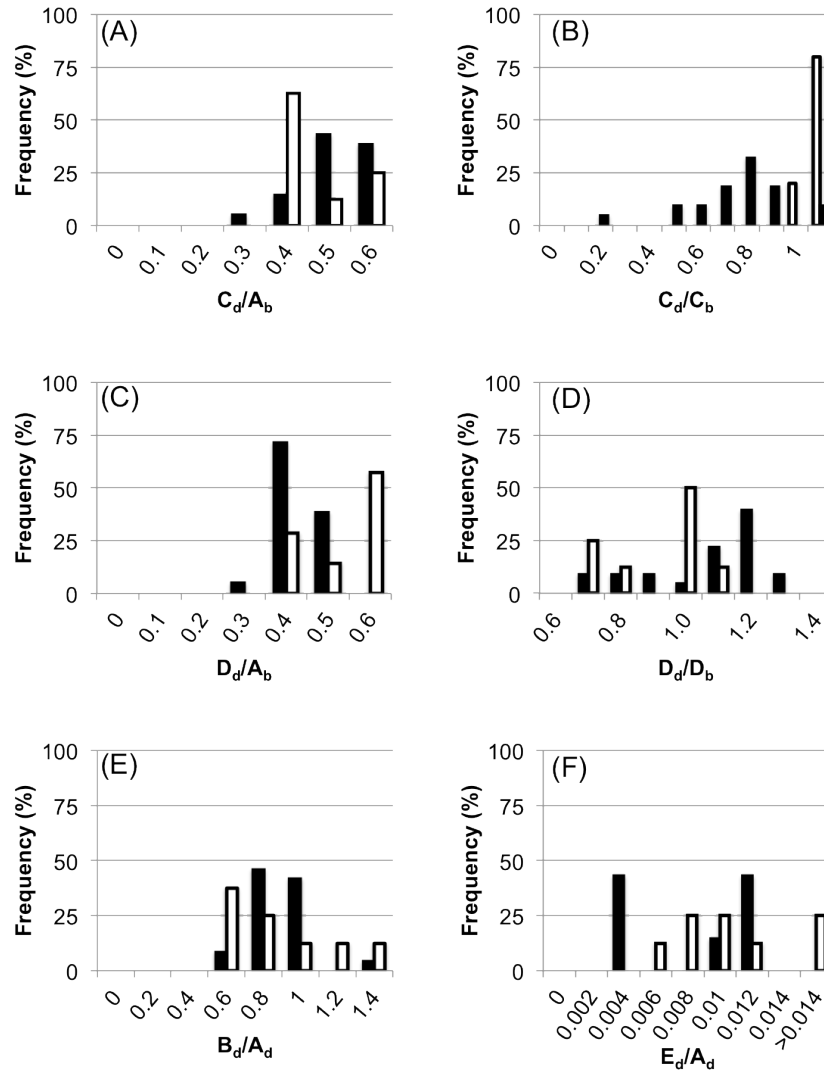 (A)
Frequency (%)
100
75
50
25
0
0 0.1 0.2 0.3 0.4 0.5 0.6
Cd/Ab
(B)
Frequency (%)
100
75
50
25
0
0 0.2 0.4 0.6 0.8 1
Cd/Cb
(C)
Frequency (%)
100
75
50
25
0
0 0.1 0.2 0.3 0.4 0.5 0.6
Dd/Ab
(D)
Frequency (%)
100
75
50
25
0
0.6 0.8 1.0 1.2 1.4
Dd/Db
(E)
Frequency (%)
100
75
50
25
0
0 0.2 0.4 0.6 0.8 1 1.2 1.4
Bd/Ad
(F)
Frequency (%)
100
75
50
25
0
0 0.002 0.004 0.006 0.008 0.01 0.012 0.014 >0.014
Ed/Ad